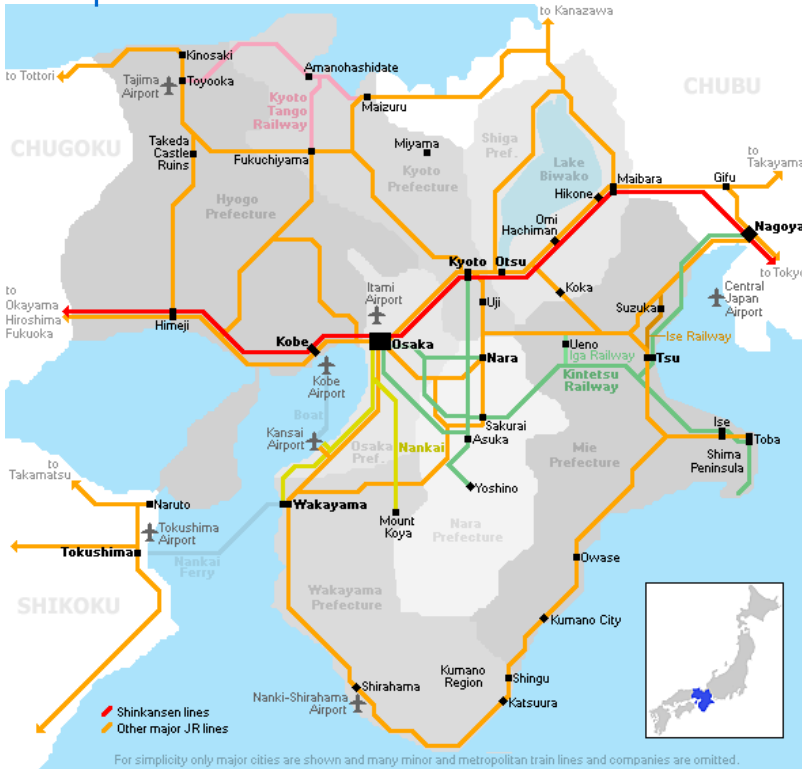 to Kanazawa
Kinosaki
to Tottori
Tajima
Airport
Toyooka
Amanohashidate
CHUBU
Kyoto
Tango
Railway
Maizuru
CHUGOKU
Takeda
Castle
Ruins
Fukuchiyama
Miyama
Kyoto
Prefecture
Shiga
Pref.
Lake
Biwako
Maibara
to
Takayama
Gifu
Hyogo
Prefecture
Hikone
Omi
Hachiman
Nagoya
Kyoto
Otsu
to Tokyo
to
Okayama
Hiroshima
Fukuoka
Himeji
Itami
Airport
Uji
Koka
Suzuka
Central
Japan
Airport
Kobe
Osaka
Ise Railway
Nara
Ueno
Iga Railway
Tsu
Kobe
Airport
Kintetsu
Railway
Boat
Kansai
Airport
Osaka
Pref.
Nankai
Sakurai
Asuka
Mie
Prefecture
Ise
Toba
Shima
Peninsula
to
Takamatsu
Yoshino
Naruto
Wakayama
Mount
Koya
Nara
Prefecture
Tokushima
Airport
Tokushima
Nankai
Ferry
Owase
SHIKOKU
Wakayama
Prefecture
Kumano City
Kumano
Region
Shingu
Shirahama
Nanki-Shirahama
Airport
Katsuura
Shinkansen lines
Other major JR lines
For simplicity only major cities are shown and many minor and metropolitan train lines and companies are omitted.